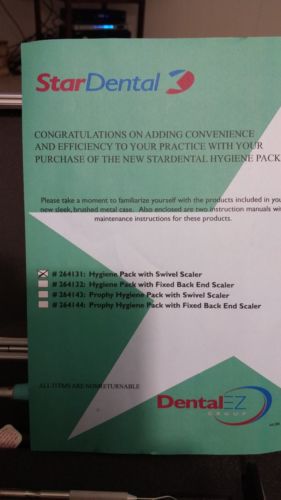 StarDental
CONGRATULATIONS ON ADDING CONVENIENCE
AND EFFICIENCY TO YOUR PRACTICE WITH YOUR
PURCHASE OF THE NEW STARDENTAL HYGIENE PACK
Please take a moment to familiarize yourself with the products included in you
new sleek, brushed metal case. Also enclosed are two instruction manuals wi
maintenance instructions for these products.
# 264131: Hygiene Pack with Swivel Scaler
# 264132: Hygiene Pack with Fixed Back End Scaler
# 264143: Prophy Hygiene Pack with Swivel Scaler
# 264144: Prophy Hygiene Pack with Fixed Back End Scaler
ALL ITEMS ARE NONRETURNABLE
DentalEZ
GROUP